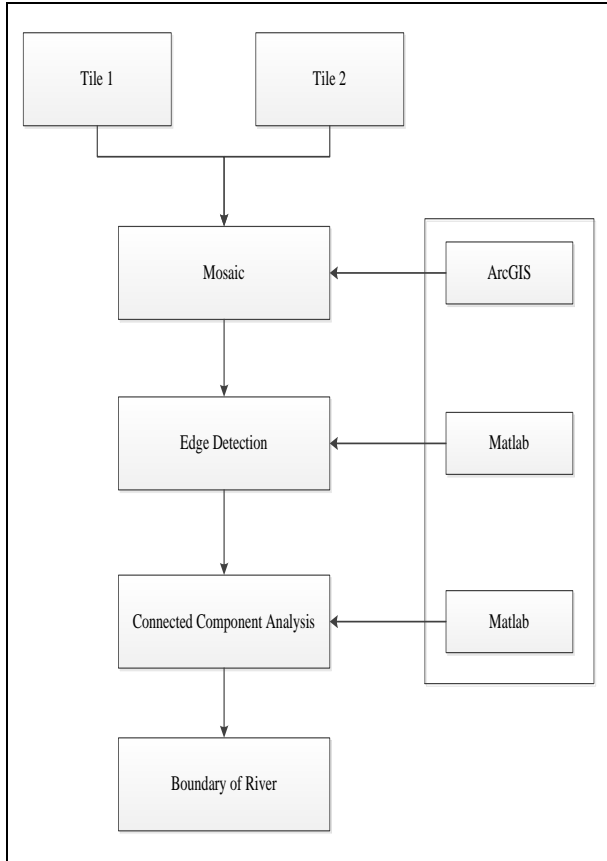 Tile 1
Tile 2
Mosaic
ArcGIS
Edge Detection
Matlab
Connected Component Analysis
Matlab
Boundary of River